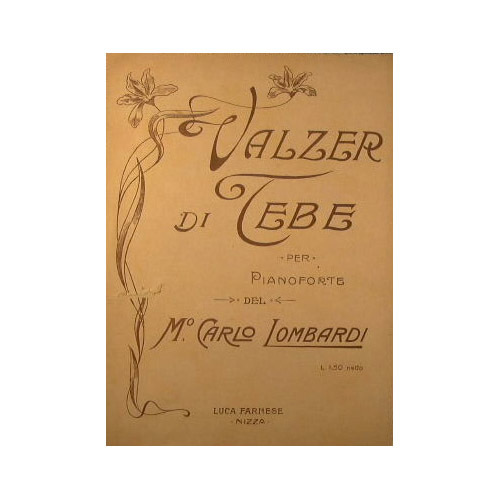 VALZER
DI TEBE
· PER ·
PIANOFORTE
DEL
M.º CARLO LOMBARDI
L. 1,50 netto
LUCA FARNESE
· NIZZA ·